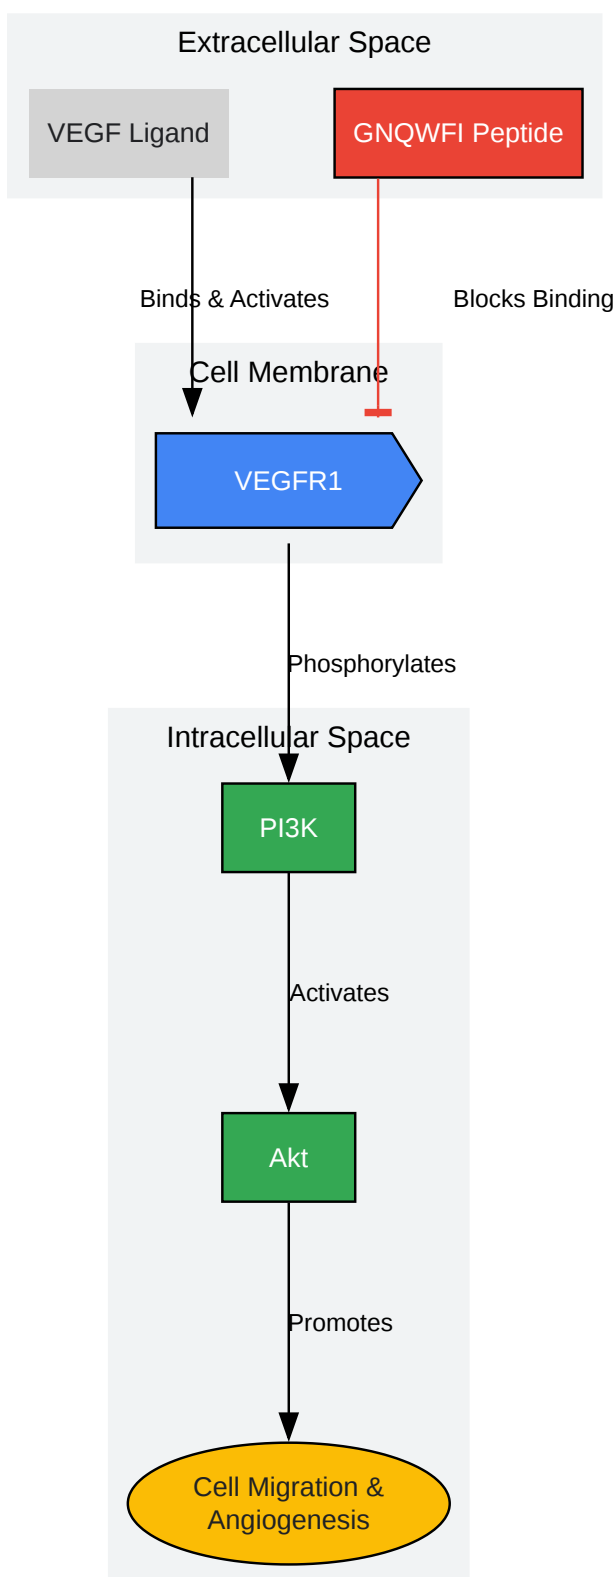 Extracellular Space
VEGF Ligand
GNQWFI Peptide
Binds & Activates
Blocks Binding
Cell Membrane
VEGFR1
Phosphorylates
Intracellular Space
PI3K
Activates
Akt
Promotes
Cell Migration &
Angiogenesis